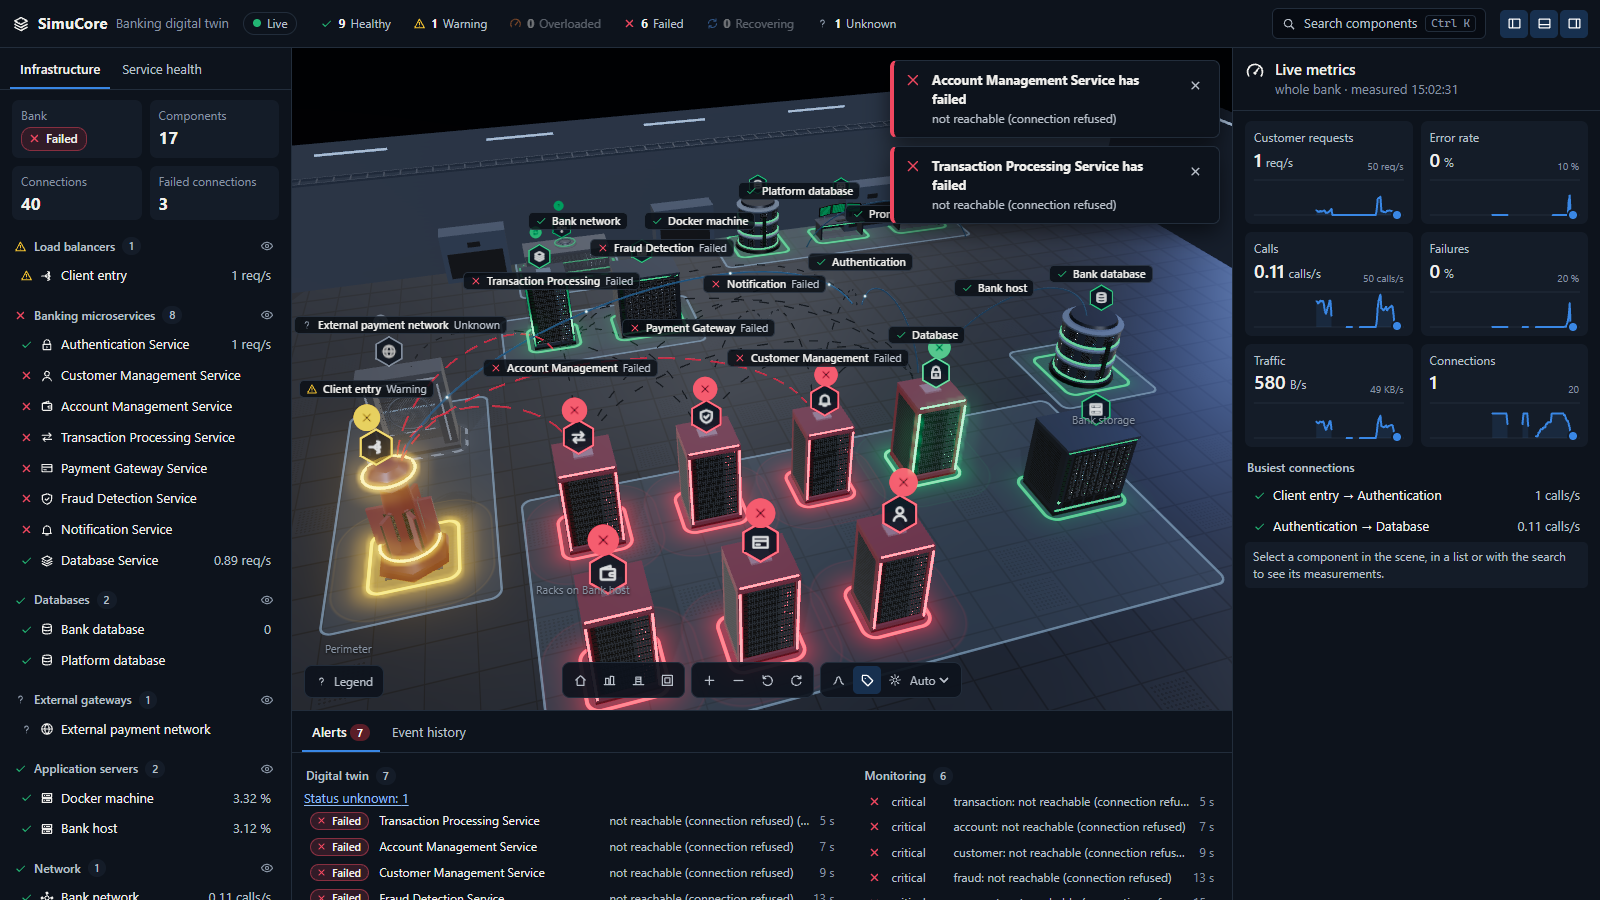 SimuCore Banking digital twin Live 9 Healthy 1 Warning 0 Overloaded 6 Failed 0 Recovering ? 1 Unknown Search components Ctrl K
Infrastructure Service health
Bank
Failed
Components
17
Connections
40
Failed connections
3
Load balancers 1
Client entry 1 req/s
Banking microservices 8
Authentication Service 1 req/s
Customer Management Service
Account Management Service
Transaction Processing Service
Payment Gateway Service
Fraud Detection Service
Notification Service
Database Service 0.89 req/s
Databases 2
Bank database 0
Platform database
? External gateways 1
? External payment network
Application servers 2
Docker machine 3.32 %
Bank host 3.12 %
Network 1
Bank network 0.11 calls/s
Account Management Service has
failed
not reachable (connection refused)
Transaction Processing Service has
failed
not reachable (connection refused)
Platform database
Bank network
Docker machine
Fraud Detection Failed
Authentication
Bank database
Transaction Processing Failed
Notification Failed
Bank host
? External payment network Unknown
Payment Gateway Failed
Database
Customer Management Failed
Account Management Failed
Client entry Warning
Bank storage
Racks on Bank host
Perimeter
? Legend
Auto
Alerts 7 Event history
Digital twin 7
Status unknown: 1
Failed Transaction Processing Service not reachable (connection refused) (... 5 s
Failed Account Management Service not reachable (connection refused) 7 s
Failed Customer Management Service not reachable (connection refused) 9 s
Failed Fraud Detection Service not reachable (connection refused) 13 s
Monitoring 6
critical transaction: not reachable (connection refu... 5 s
critical account: not reachable (connection refused) 7 s
critical customer: not reachable (connection refus... 9 s
critical fraud: not reachable (connection refused) 13 s
Live metrics
whole bank · measured 15:02:31
Customer requests
1 req/s 50 req/s
Error rate
0 % 10 %
Calls
0.11 calls/s 50 calls/s
Failures
0 % 20 %
Traffic
580 B/s 49 KB/s
Connections
1 20
Busiest connections
Client entry → Authentication 1 calls/s
Authentication → Database 0.11 calls/s
Select a component in the scene, in a list or with the search
to see its measurements.